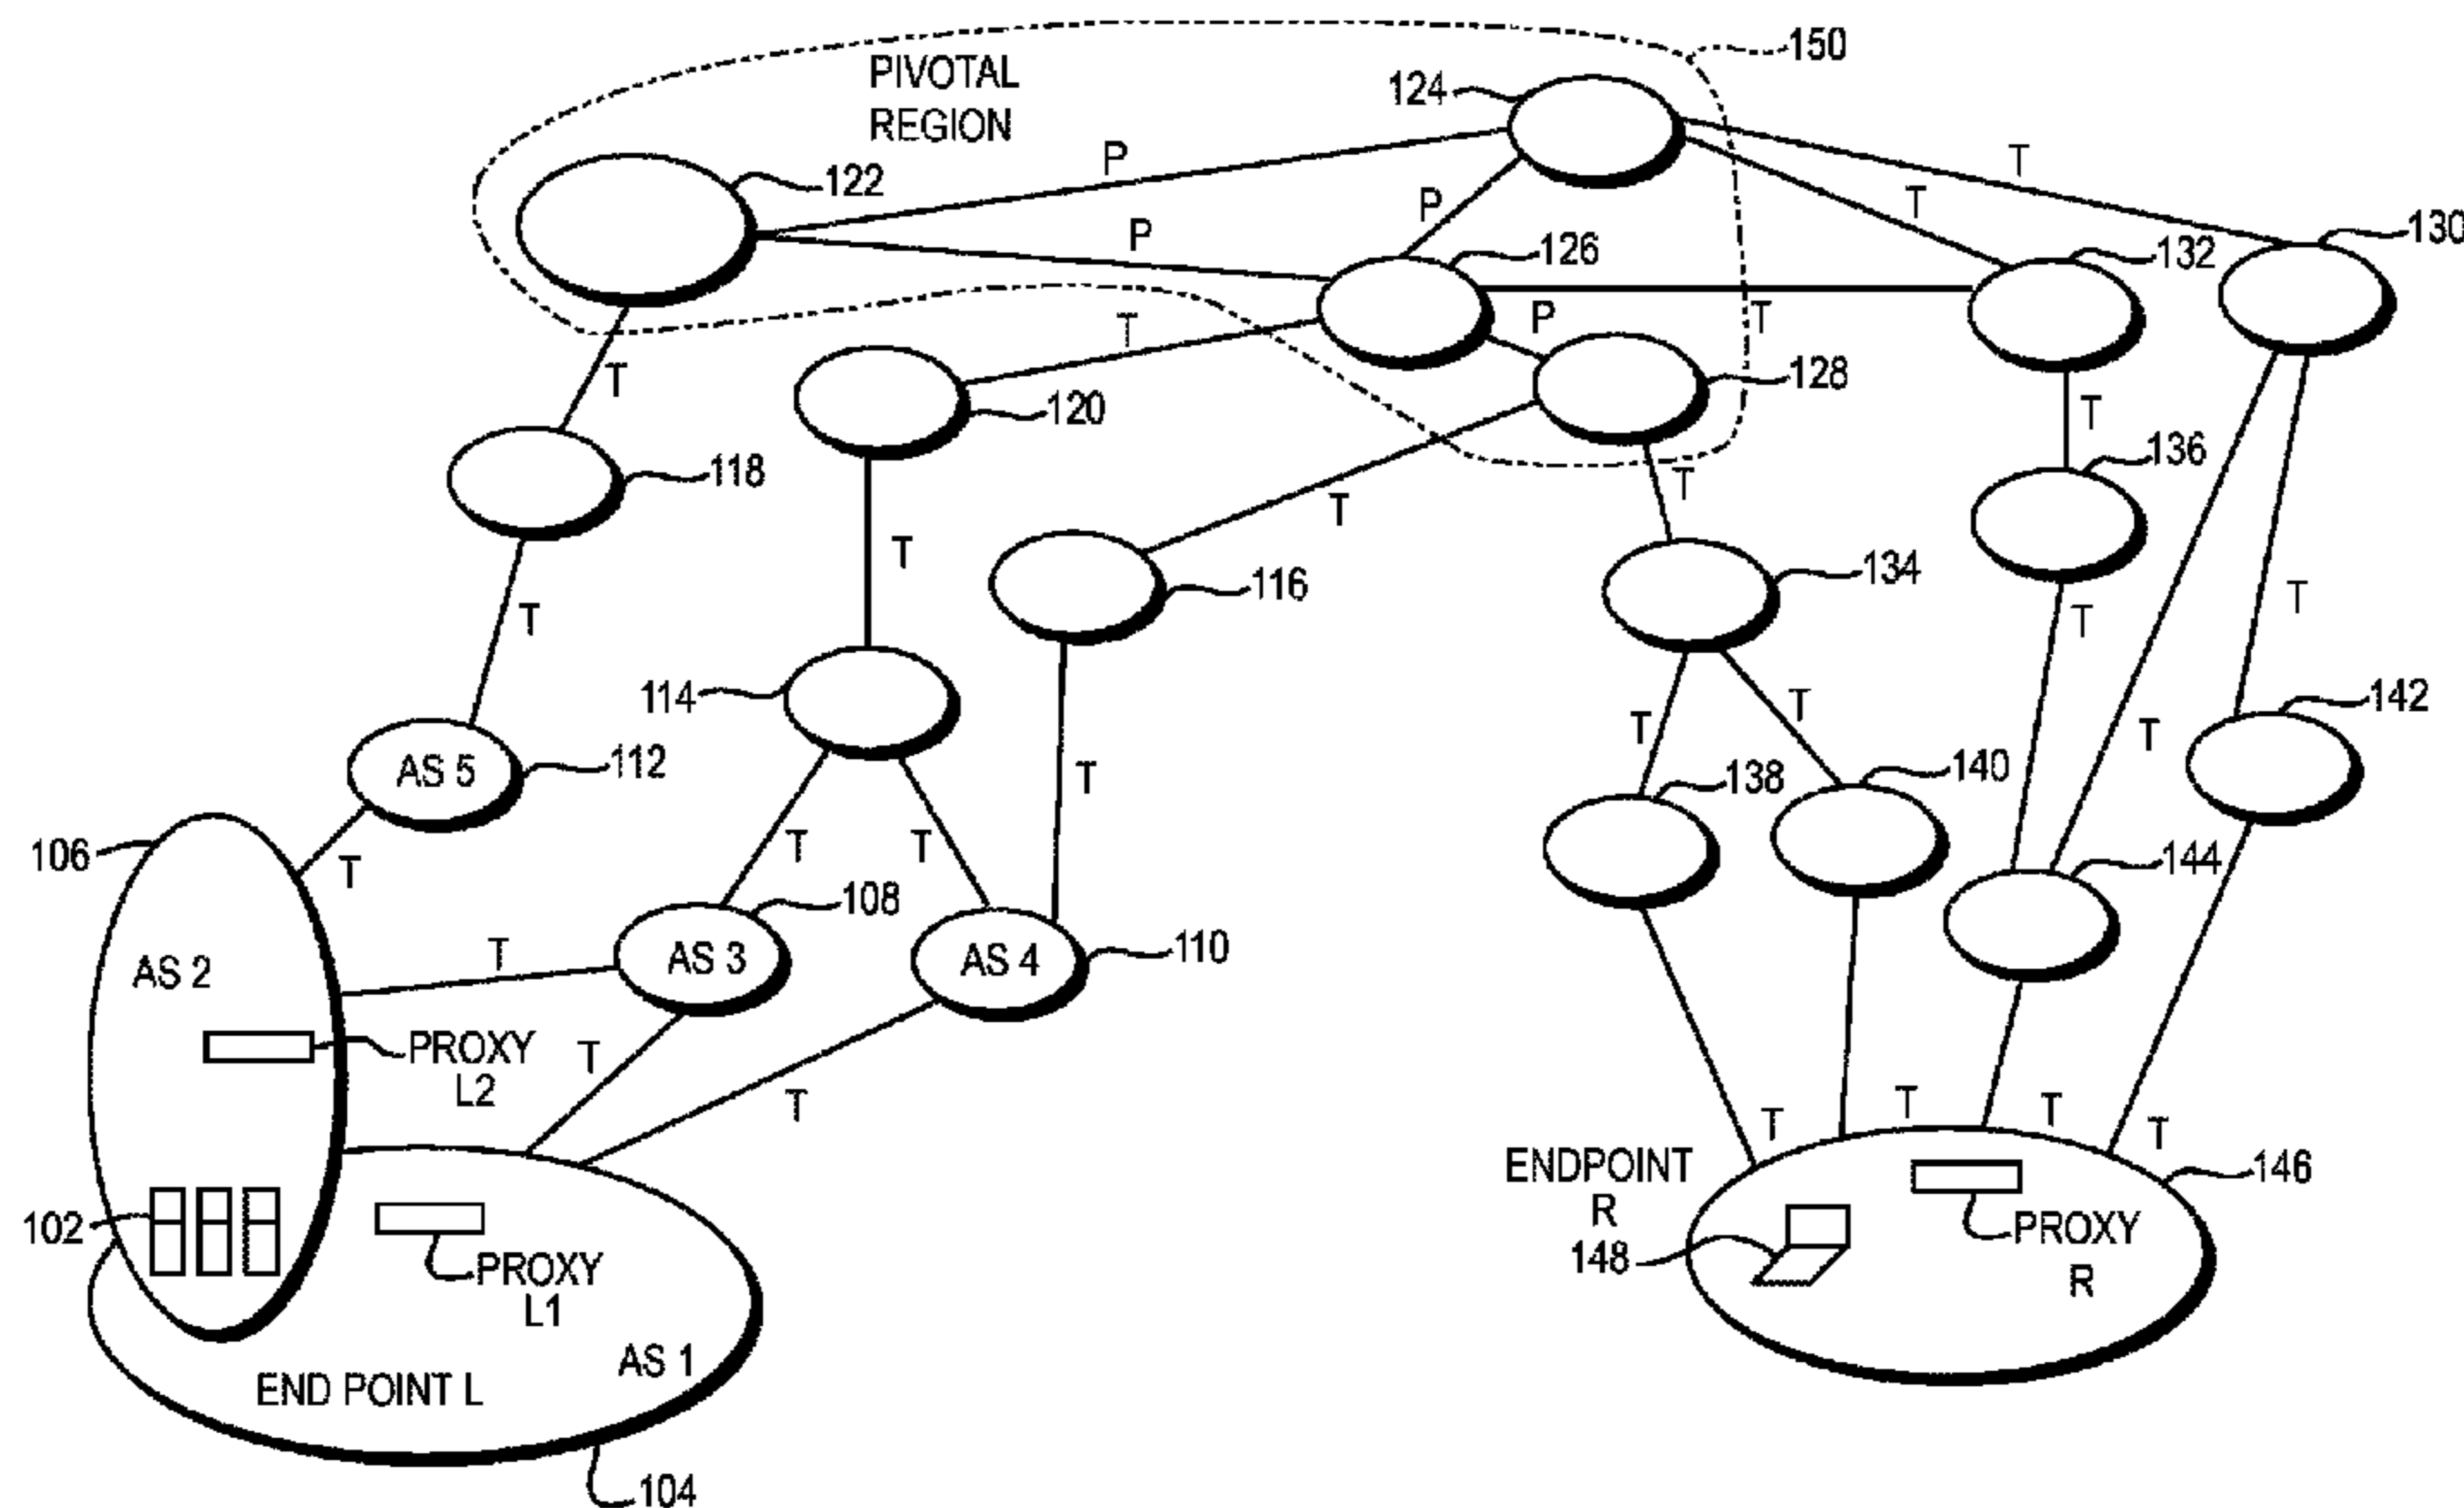 150
PIVOTAL
REGION
124
P
T
122
P
T
P
126
132
130
T
P
T
T
128
120
T
118
T
136
T
T
116
134
T
T
T
114
T
T
142
T
T
AS 5
112
138
140
T
106
T
T
T
108
144
AS 2
T
AS 3
AS 4
110
PROXY
L2
T
T
T
T
T
T
ENDPOINT
R
146
102
PROXY
L1
148
PROXY
R
AS 1
END POINT L
104